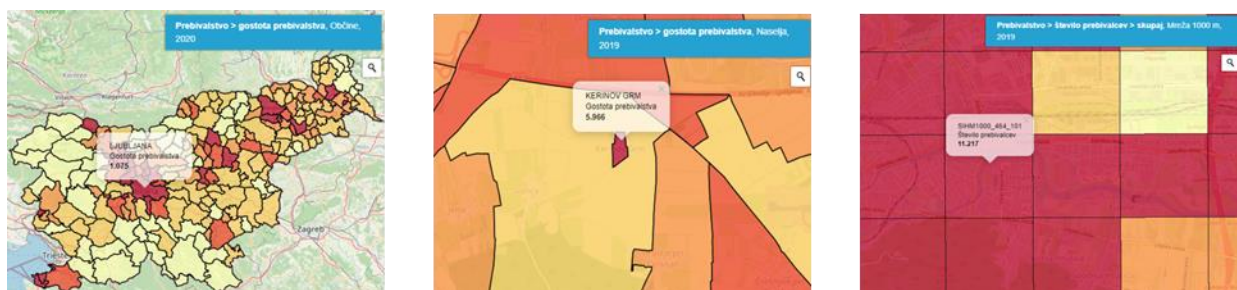 Prebivalstvo > gostota prebivalstva, Občine,
2020
LJUBLJANA
Gostota prebivalstva
1.075
Zagreb
Trieste
Prebivalstvo > gostota prebivalstva, Naselja,
2019
KERINOV GRM
Gostota prebivalstva
5.966
Prebivalstvo > število prebivalcev > skupaj, Mreža 1000 m,
2019
SIHM1000_464_101
Število prebivalcev
11.217